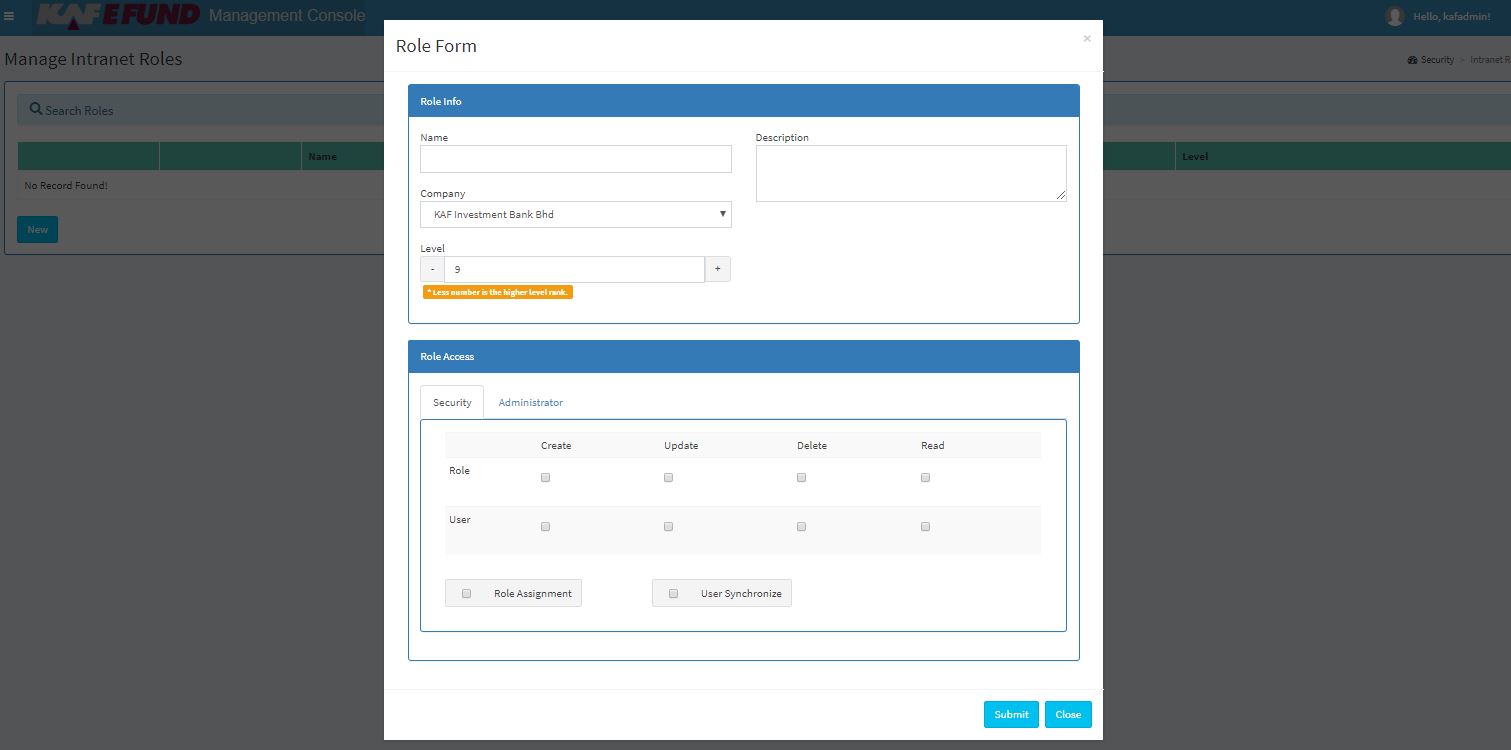 KAF E FUND Management Console
Hello, kafadmin!
Manage Intranet Roles
Security > Intranet R
Search Roles
Name Level
No Record Found!
New
Role Form
×
Role Info
Name Description
Company
KAF Investment Bank Bhd
Level
- 9 +
* Less number is the higher level rank.
Role Access
Security Administrator
Create Update Delete Read
Role
User
Role Assignment User Synchronize
Submit Close